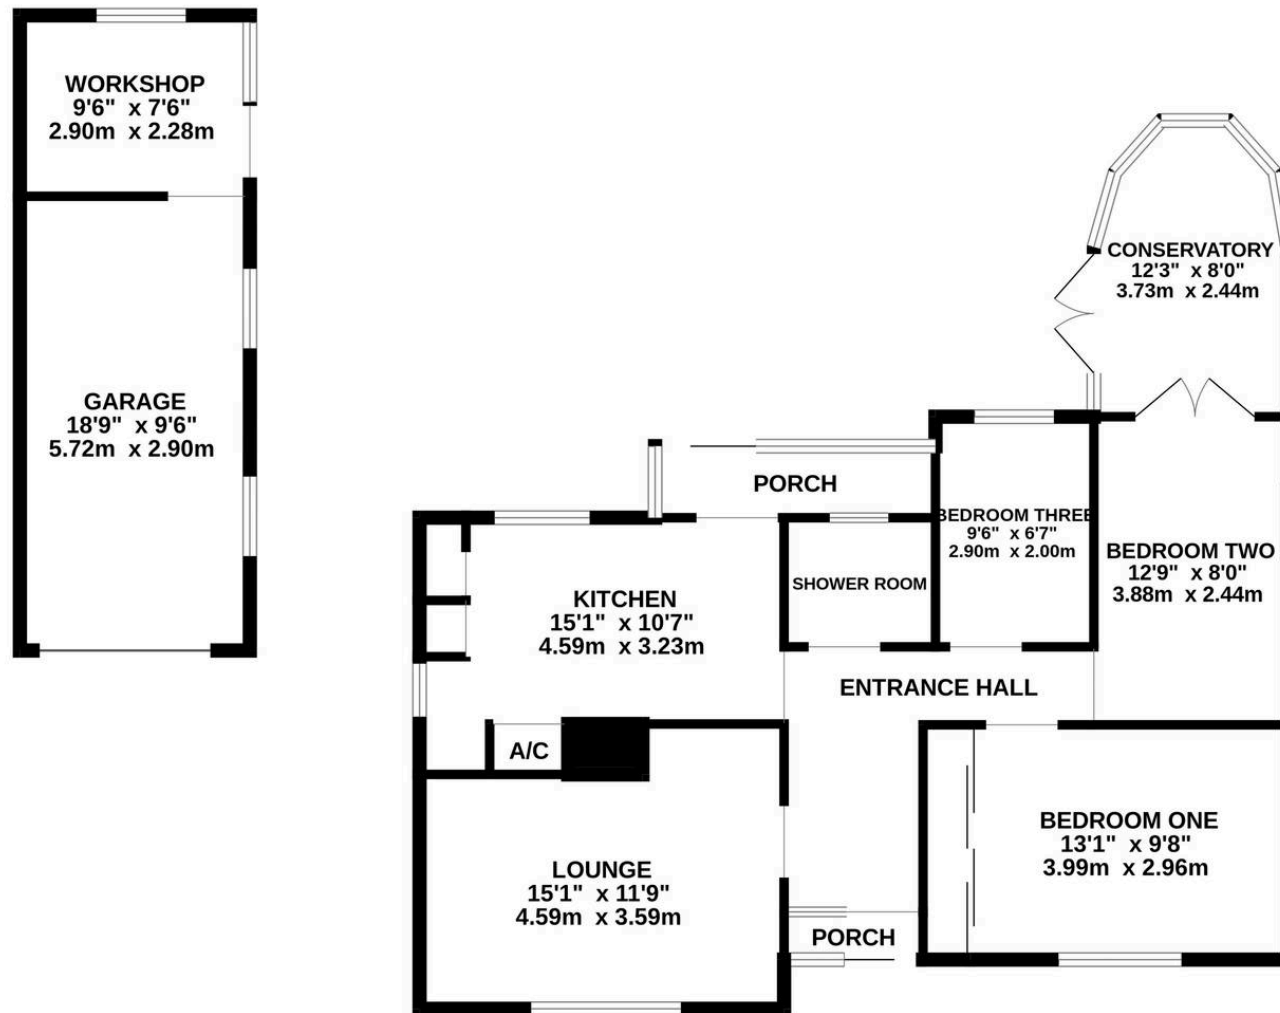 WORKSHOP
9'6" x 7'6"
2.90m x 2.28m
GARAGE
18'9" x 9'6"
5.72m x 2.90m
CONSERVATORY
12'3" x 8'0"
3.73m x 2.44m
PORCH
BEDROOM THREE
9'6" x 6'7"
2.90m x 2.00m
BEDROOM TWO
12'9" x 8'0"
3.88m x 2.44m
SHOWER ROOM
KITCHEN
15'1" x 10'7"
4.59m x 3.23m
ENTRANCE HALL
A/C
BEDROOM ONE
13'1" x 9'8"
3.99m x 2.96m
LOUNGE
15'1" x 11'9"
4.59m x 3.59m
PORCH